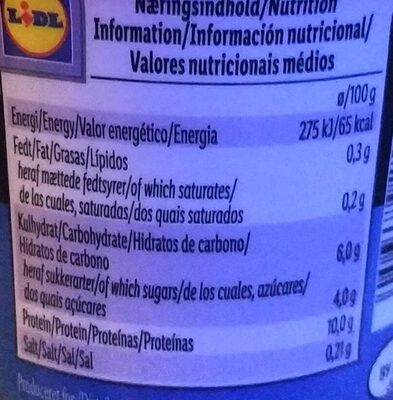 LIDL
Næringsindhold/Nutrition
Information/Información nutricional/
Valores nutricionais médios
ø/100g
Energi/Energy/Valor energético/Energia 275 kJ/65 kcal
Fedt/Fat/Grasas/Lípidos 0,3 g
heraf mættede fedtsyrer/of which saturates/
de las cuales, saturadas/dos quais saturados 0,2 g
Kulhydrat/Carbohydrate/Hidratos de carbono/
Hidratos de carbono 6,0 g
heraf sukkerarter/of which sugars/de los cuales, azúcares/
dos quais açúcares 4,0 g
Protein/Protein/Proteínas/Proteínas 10,0 g
Salt/Salt/Sal/Sal 0,21 g